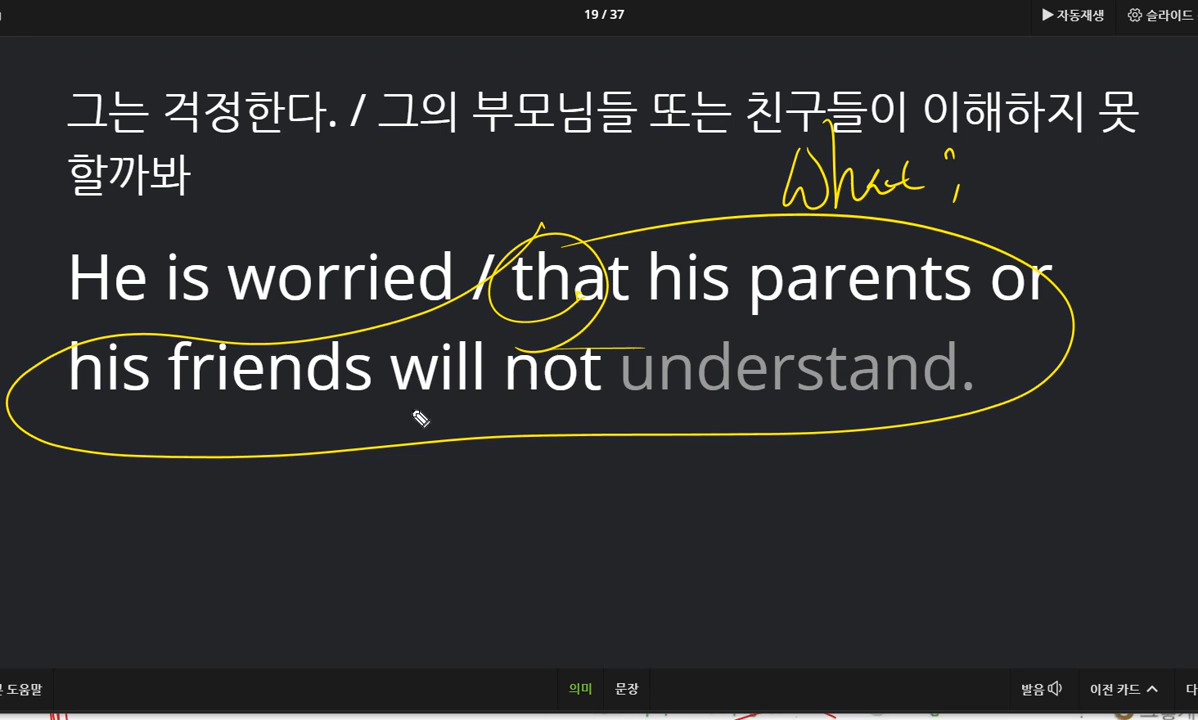 19 / 37
▶ 자동재생
슬라이드
그는 걱정한다. / 그의 부모님들 또는 친구들이 이해하지 못
할까봐
What
He is worried / that his parents or
his friends will not understand.
도움말
의미
문장
발음
이전 카드
다